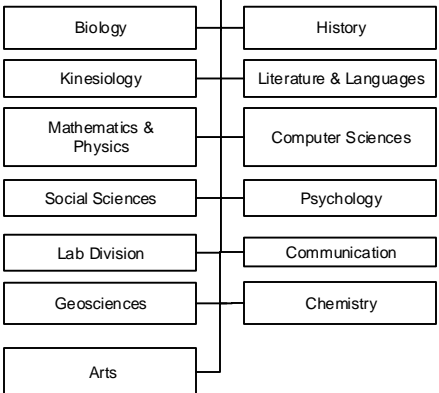 Biology
History
Kinesiology
Literature & Languages
Mathematics &
Physics
Computer Sciences
Social Sciences
Psychology
Lab Division
Communication
Geosciences
Chemistry
Arts